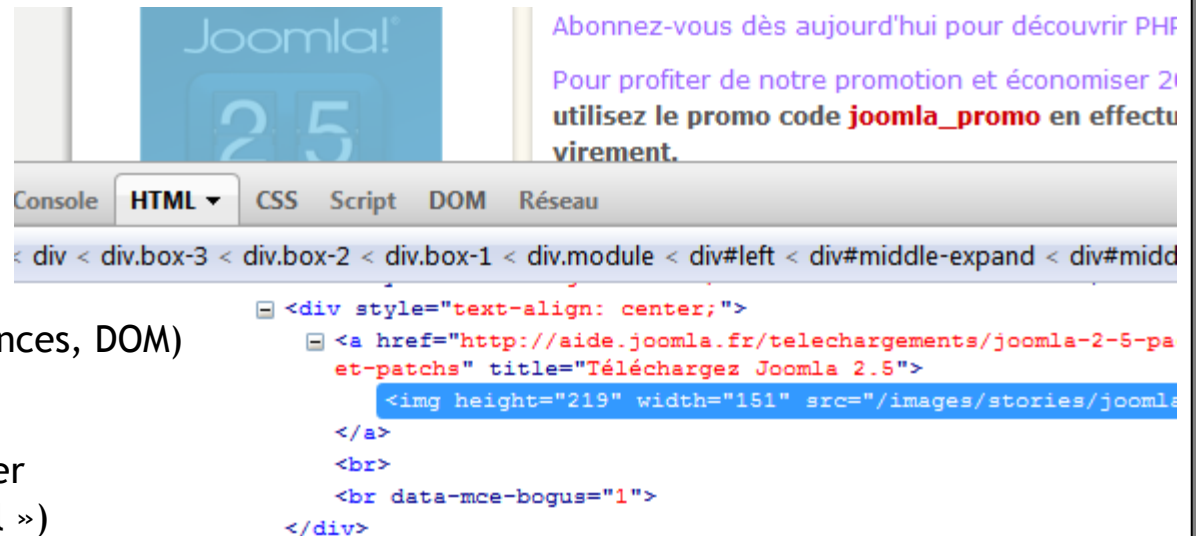 Joomla!®
25
Abonnez-vous dès aujourd'hui pour découvrir PHP
Pour profiter de notre promotion et économiser 20
utilisez le promo code joomla_promo en effectu
virement.
Console HTML CSS Script DOM Réseau
< div < div.box-3 < div.box-2 < div.box-1 < div.module < div#left < div#middle-expand < div#midd
<div style="text-align: center;">
nces, DOM)
<a href="http://aide.joomla.fr/telechargements/joomla-2-5-pa
et-patchs" title="Téléchargez Joomla 2.5">
<img height="219" width="151" src="/images/stories/joomla
</a>
er
<br>
<br data-mce-bogus="1">
»)
</div>